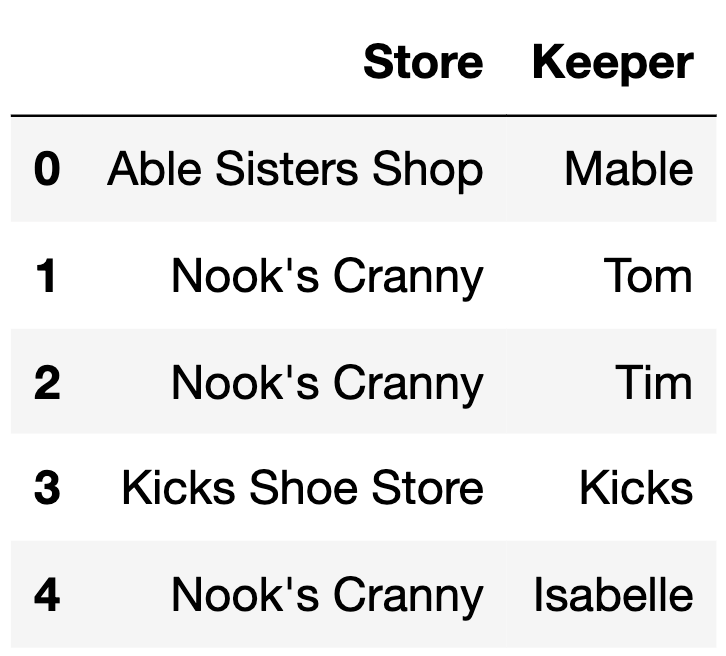 Store Keeper
0 Able Sisters Shop Mable
1 Nook's Cranny Tom
2 Nook's Cranny Tim
3 Kicks Shoe Store Kicks
4 Nook's Cranny Isabelle